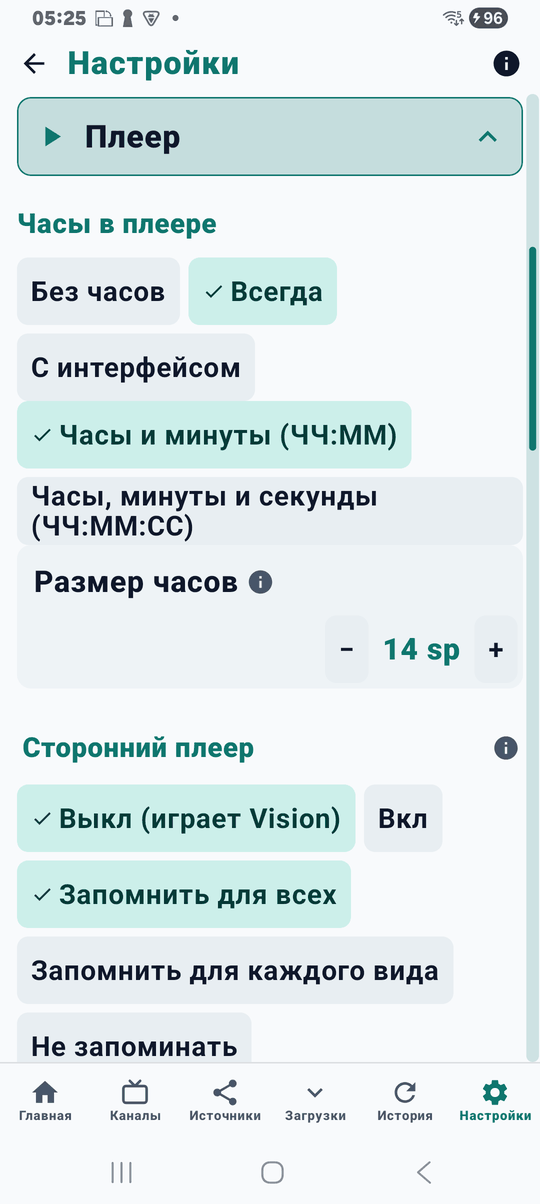 05:25
96
Настройки
Плеер
Часы в плеере
Без часов
Всегда
С интерфейсом
Часы и минуты (ЧЧ:ММ)
Часы, минуты и секунды
(ЧЧ:ММ:СС)
Размер часов
− 14 sp +
Сторонний плеер
Выкл (играет Vision)
Вкл
Запомнить для всех
Запомнить для каждого вида
Не запоминать
Главная
Каналы
Источники
Загрузки
История
Настройки